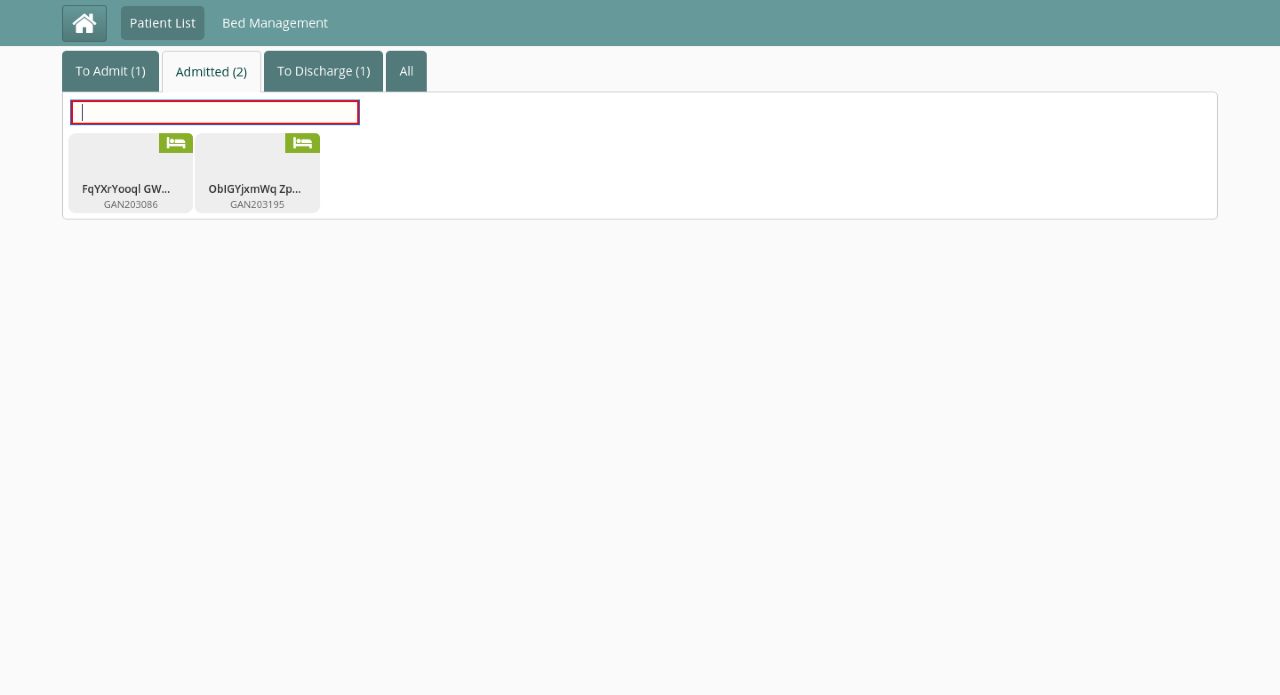 Patient List
Bed Management
To Admit (1)
Admitted (2)
To Discharge (1)
All
FqYXrYooql GW...
GAN203086
ObIGYjxmWq Zp...
GAN203195